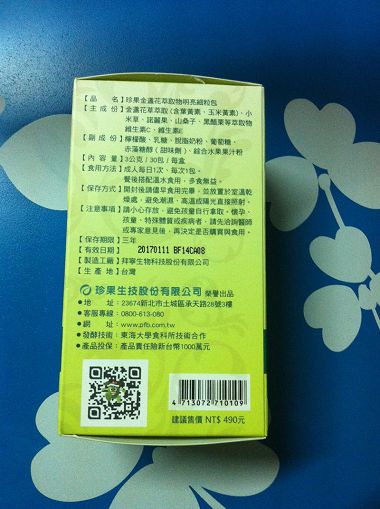 【品　　名】珍果金盞花萃取物明亮細粒包
【主 成 份】金盞花萃取(含葉黃素、玉米黃素)、小
米草、諾麗果、山桑子、黑醋栗等萃取物
維生素C、維生素E
【副 成 份】檸檬酸、乳糖、脫脂奶粉、葡萄糖、
赤藻糖醇(甜味劑)、綜合水果果汁粉
【內 容 量】3公克/30包/每盒
【食用方法】成人每日1次、每次1包。
餐後搭配溫水食用，多食無益。
【保存方式】開封後請儘早食用完畢，並放置於室溫乾
燥處，避免潮濕、高溫或陽光直接照射。
【注意事項】請小心存放，避免孩童自行拿取。懷孕、
孩童、特殊體質或疾病者，請先洽詢醫師
或專家意見後，再決定是否購買與食用。
【保存期限】三年
【有效日期】20170111 BF14CA08
【製造工廠】拜寧生物科技股份有限公司
【生 產 地】台灣
珍果生技股份有限公司 榮譽出品
●地　　址：23674新北市土城區承天路28號3樓
●客服專線：0800-613-080
●網　　址：www.pfb.com.tw
●發酵技術：東海大學食科所技術合作
●產品投保：產品責任險新台幣1000萬元
4 713072 710109
建議售價 NT$ 490元